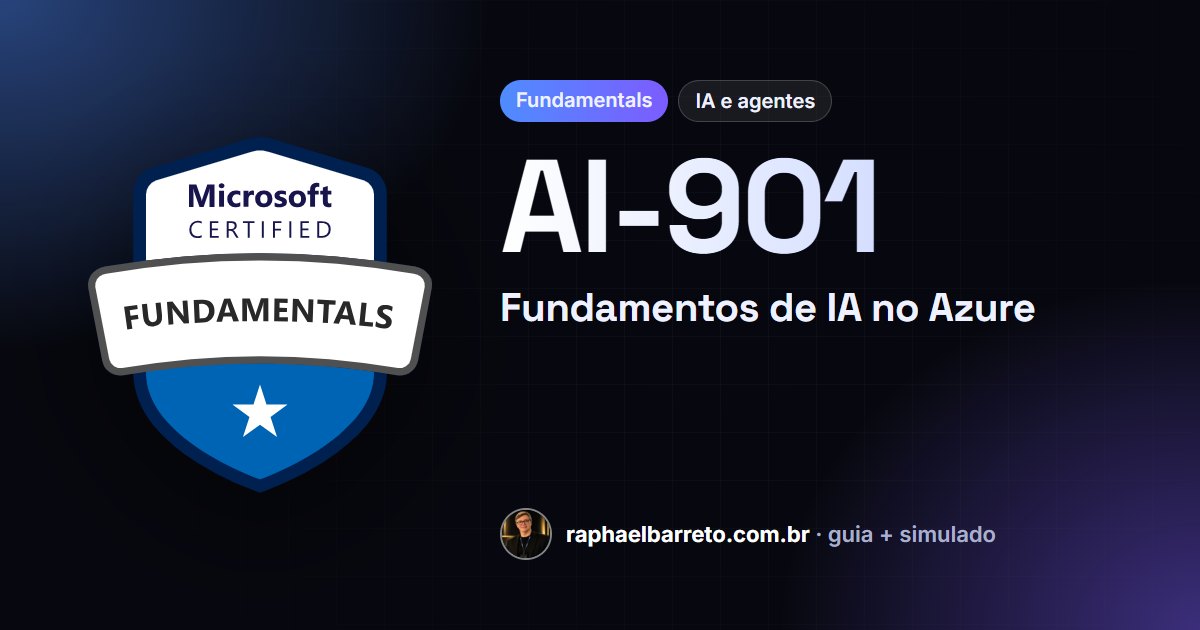 Microsoft
CERTIFIED
FUNDAMENTALS
Fundamentals
IA e agentes
AI-901
Fundamentos de IA no Azure
raphaelbarreto.com.br · guia + simulado